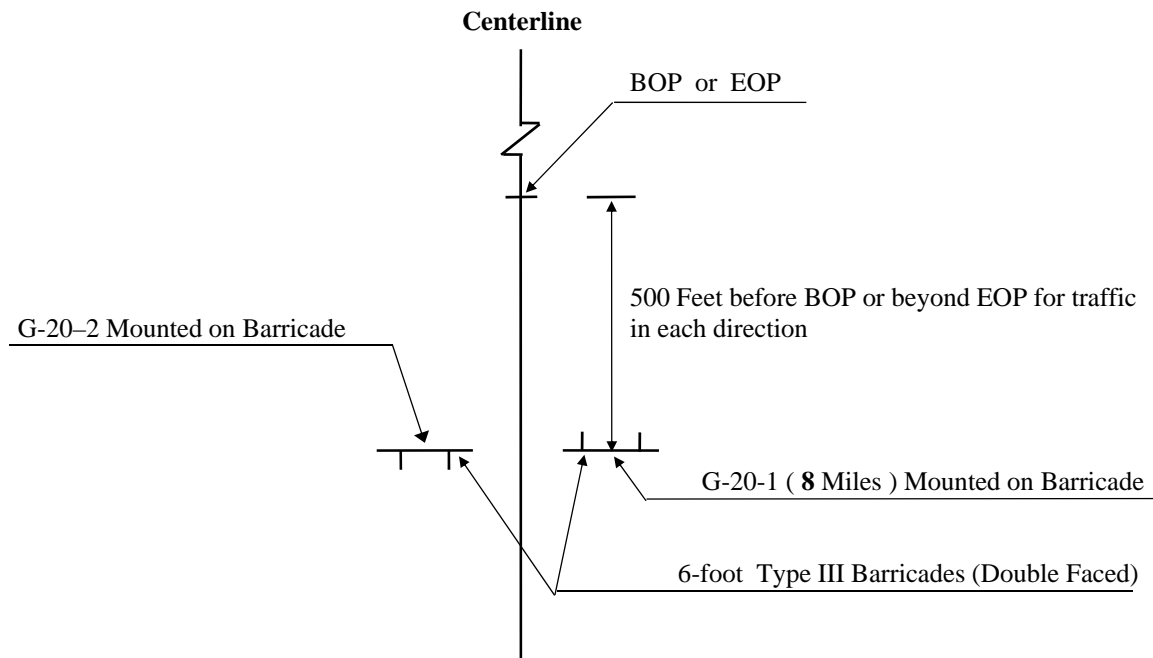 Centerline
BOP or EOP
500 Feet before BOP or beyond EOP for traffic
in each direction
G-20–2 Mounted on Barricade
G-20-1 ( 8 Miles ) Mounted on Barricade
6-foot Type III Barricades (Double Faced)